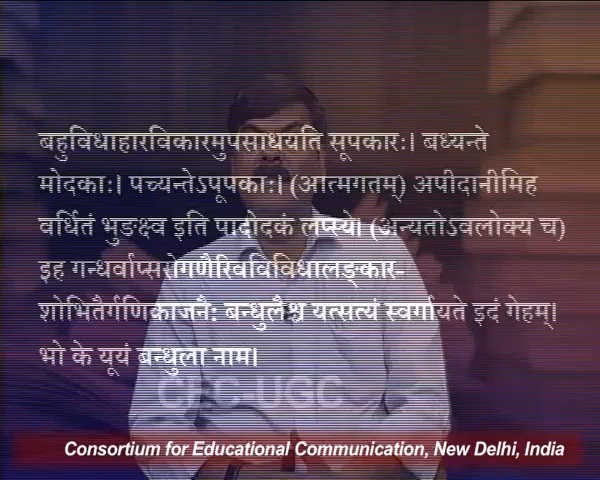 बहुविधाहारविकारमुपसाधयति सूपकारः। बध्यन्ते
मोदकाः। पच्यन्तेऽपूपकाः। (आत्मगतम्) अपीदानीमिह
वर्धितं भुङक्ष्व इति पादोदकं लप्स्ये। (अन्यतोऽवलोक्य च)
इह गन्धर्वाप्सरोगणैरिवविविधालङ्कार-
शोभितैर्गणिकाजनै: बन्धुलैश्च यत्सत्यं स्वर्गायते इदं गेहम्।
भो के यूयं बन्धुला नाम।
CEC-UGC
Consortium for Educational Communication, New Delhi, India